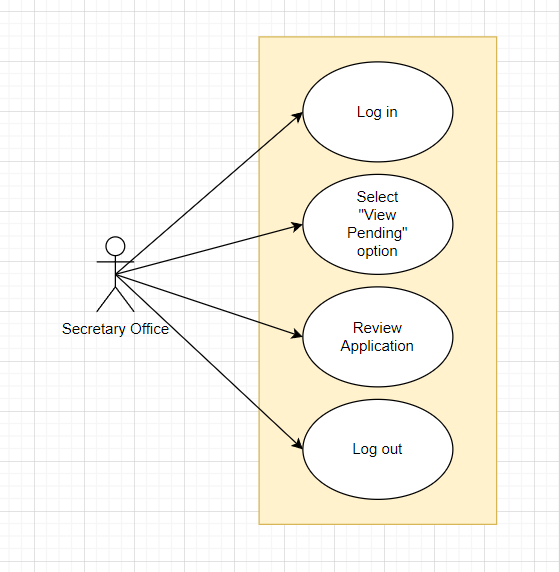 Log in
Select
"View
Pending"
option
Secretary Office
Review
Application
Log out